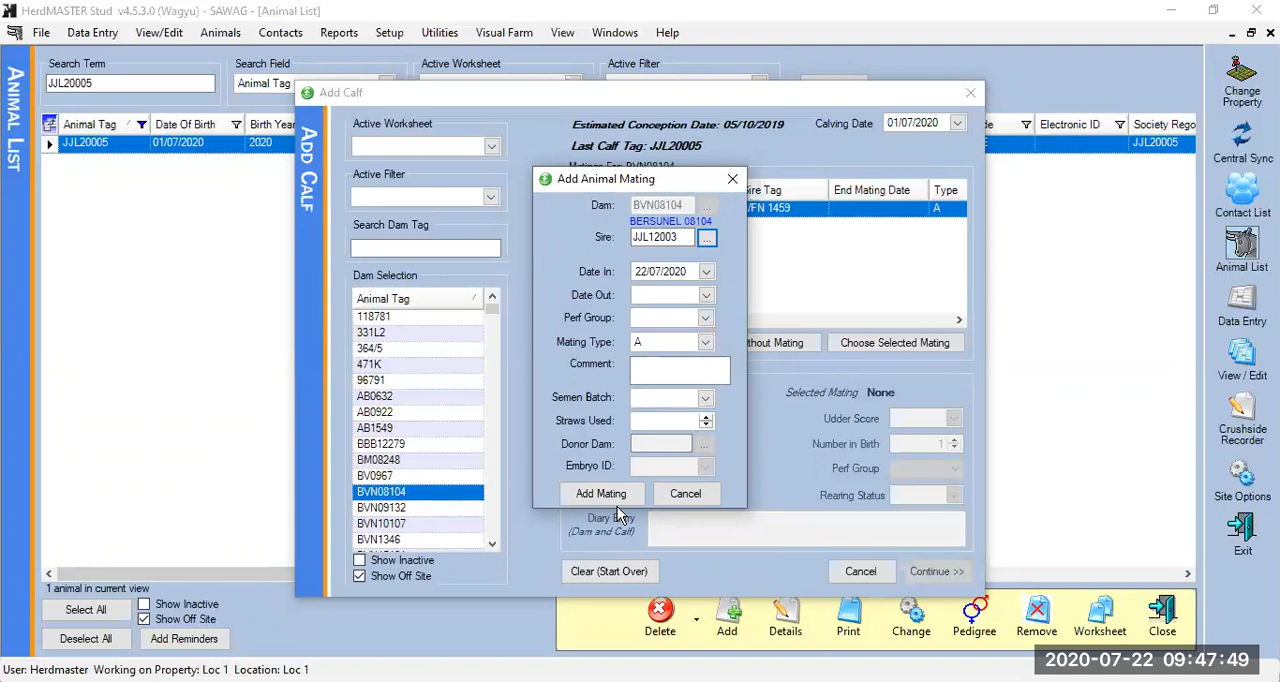 HerdMASTER Stud v4.5.3.0 (Wagyu) - SAWAG - [Animal List]
File Data Entry View/Edit Animals Contacts Reports Setup Utilities Visual Farm View Windows Help
ANIMAL LIST
Search Term Search Field Active Worksheet Active Filter
JJL20005 Animal Tag
Animal Tag Date Of Birth Birth Year Electronic ID Society Rego
JJL20005 01/07/2020 2020 E JJL20005
Add Calf
ADD CALF
Active Worksheet
Active Filter
Search Dam Tag
Dam Selection
Animal Tag
118781
331L2
364/5
471K
96791
AB0632
AB0922
AB1549
BBB12279
BM08248
BV0967
BVN08104
BVN09132
BVN10107
BVN1346
Show Inactive
Show Off Site
Estimated Conception Date: 05/10/2019 Calving Date 01/07/2020
Last Calf Tag: JJL20005
Sire Tag End Mating Date Type
FN 1459 A
thout Mating Choose Selected Mating
Selected Mating None
Udder Score
Number in Birth 1
Perf Group
Rearing Status
Diary Entry
(Dam and Calf)
Clear (Start Over) Cancel Continue >>
Add Animal Mating
Dam: BVN08104 ...
BERSUNEL 08104
Sire: JJL12003 ...
Date In: 22/07/2020
Date Out:
Perf Group:
Mating Type: A
Comment:
Semen Batch:
Straws Used:
Donor Dam: ...
Embryo ID:
Add Mating Cancel
Change Property
Central Sync
Contact List
Animal List
Data Entry
View / Edit
Crushside Recorder
Site Options
Exit
1 animal in current view
Select All Show Inactive
Show Off Site
Deselect All Add Reminders
Delete Add Details Print Change Pedigree Remove Worksheet Close
User: Herdmaster Working on Property: Loc 1 Location: Loc 1
2020-07-22 09:47:49